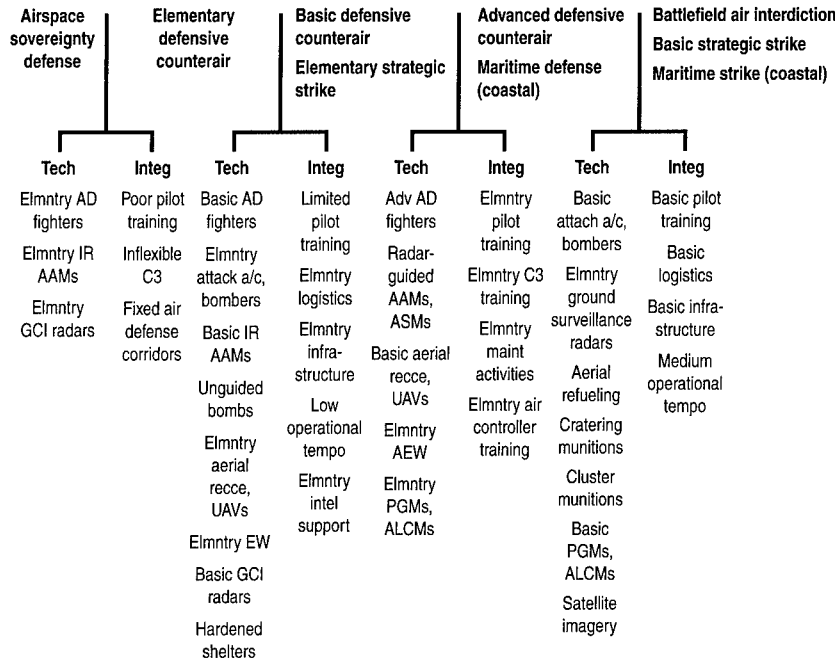 Airspace
sovereignty
defense
Elementary
defensive
counterair
Basic defensive
counterair
Elementary strategic
strike
Advanced defensive
counterair
Maritime defense
(coastal)
Battlefield air interdiction
Basic strategic strike
Maritime strike (coastal)
Tech
Elmntry AD
fighters
Elmntry IR
AAMs
Elmntry
GCI radars
Integ
Poor pilot
training
Inflexible
C3
Fixed air
defense
corridors
Tech
Basic AD
fighters
Elmntry
attack a/c,
bombers
Basic IR
AAMs
Unguided
bombs
Elmntry
aerial
recce,
UAVs
Elmntry EW
Basic GCI
radars
Hardened
shelters
Integ
Limited
pilot
training
Elmntry
logistics
Elmntry
infra-
structure
Low
operational
tempo
Elmntry
intel
support
Tech
Adv AD
fighters
Radar-
guided
AAMs,
ASMs
Basic aerial
recce,
UAVs
Elmntry
AEW
Elmntry
PGMs,
ALCMs
Integ
Elmntry
pilot
training
Elmntry C3
training
Elmntry
maint
activities
Elmntry air
controller
training
Tech
Basic
attach a/c,
bombers
Elmntry
ground
surveillance
radars
Aerial
refueling
Cratering
munitions
Cluster
munitions
Basic
PGMs,
ALCMs
Satellite
imagery
Integ
Basic pilot
training
Basic
logistics
Basic infra-
structure
Medium
operational
tempo